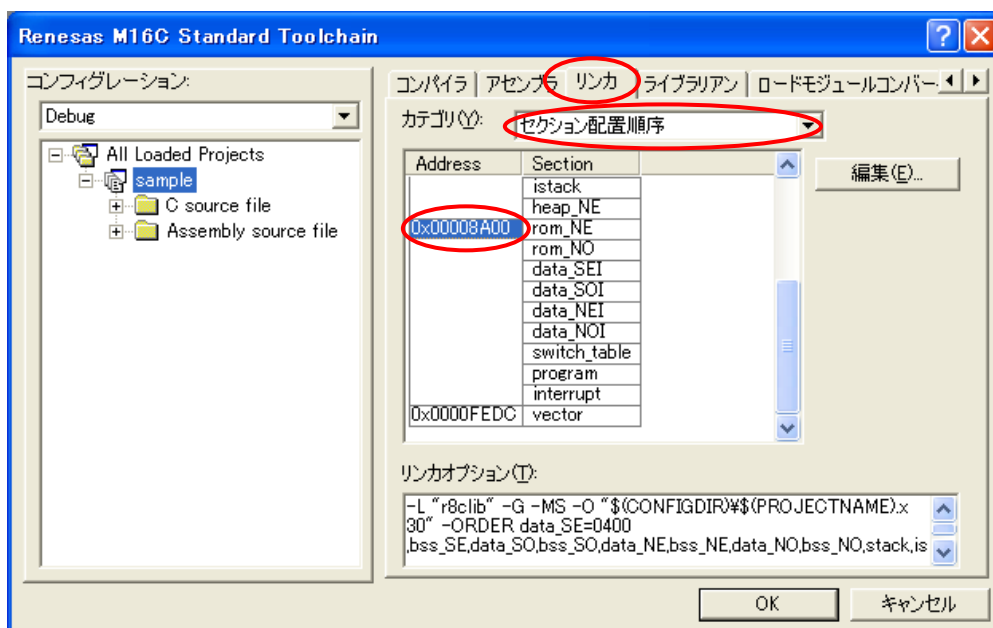 Renesas M16C Standard Toolchain
コンフィグレーション:
Debug
All Loaded Projects
sample
C source file
Assembly source file
コンパイラ アセンブラ リンカ ライブラリアン ロードモジュールコンバー
カテゴリ(Y): セクション配置順序
Address Section
istack
heap_NE
0x00008A00 rom_NE
rom_NO
data_SEI
data_SOI
data_NEI
data_NOI
switch_table
program
interrupt
0x0000FEDC vector
編集(E)...
リンカオプション(T):
-L "r8clib" -G -MS -O "$(CONFIGDIR)¥$(PROJECTNAME).x
30" -ORDER data_SE=0400
,bss_SE,data_SO,bss_SO,data_NE,bss_NE,data_NO,bss_NO,stack,is
OK キャンセル